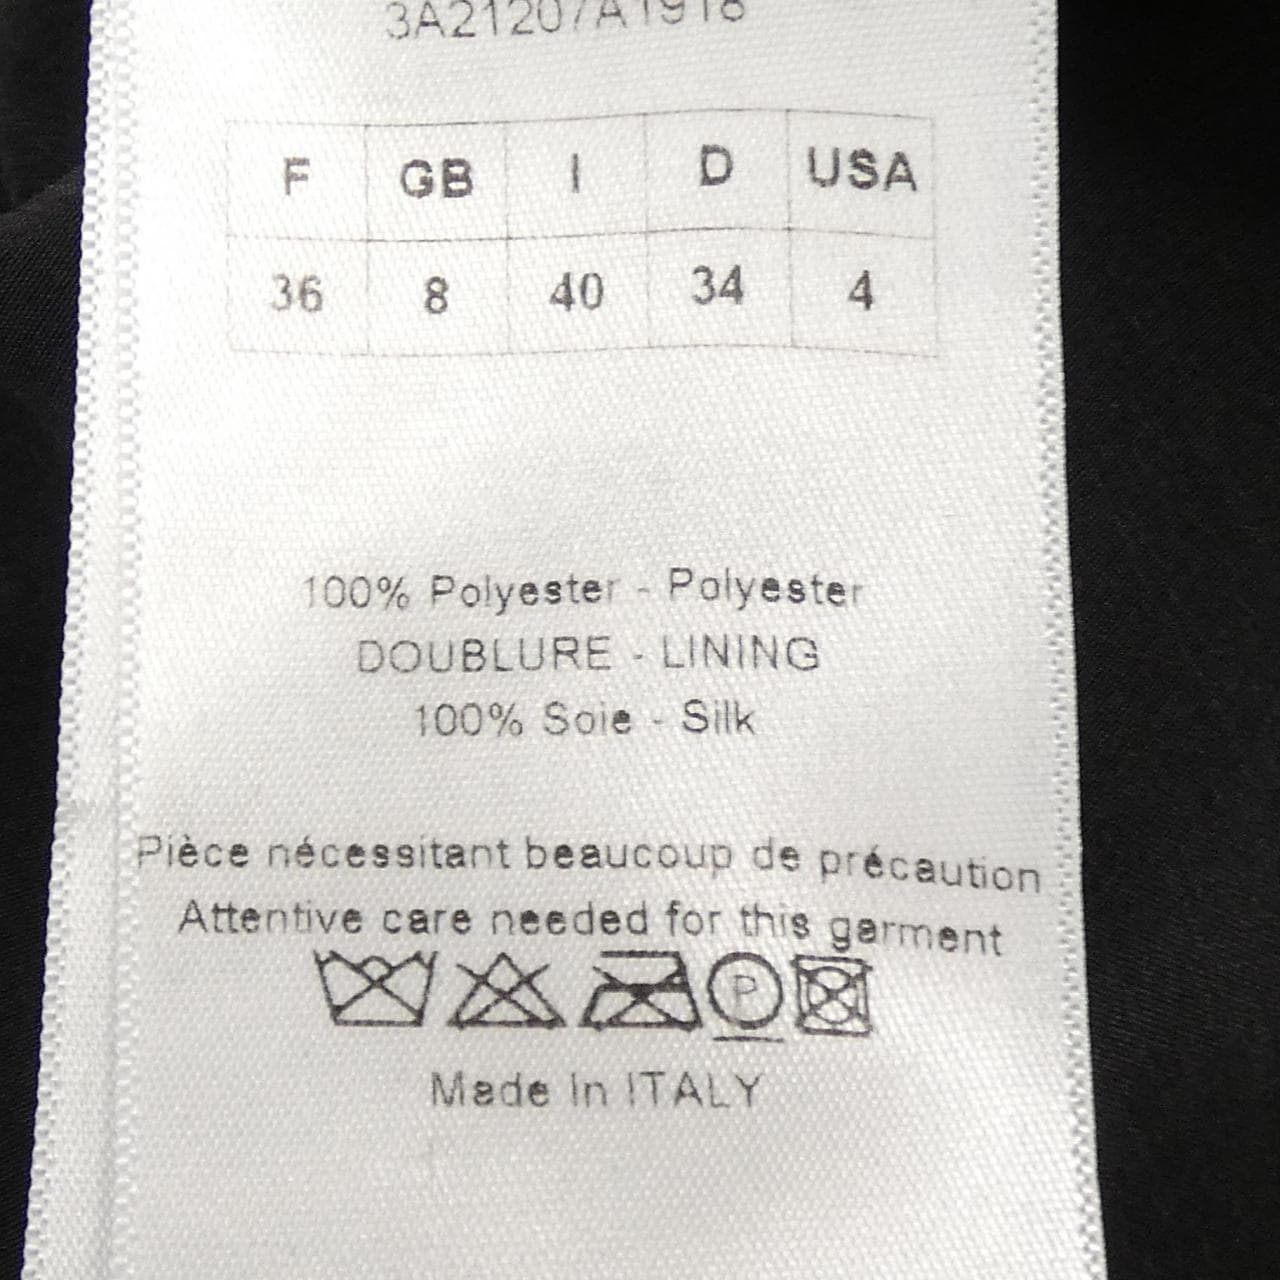 3A21207A1918
F GB I D USA
36 8 40 34 4
100% Polyester - Polyester
DOUBLURE - LINING
100% Soie - Silk
Pièce nécessitant beaucoup de précaution
Attentive care needed for this garment
P
Made in ITALY